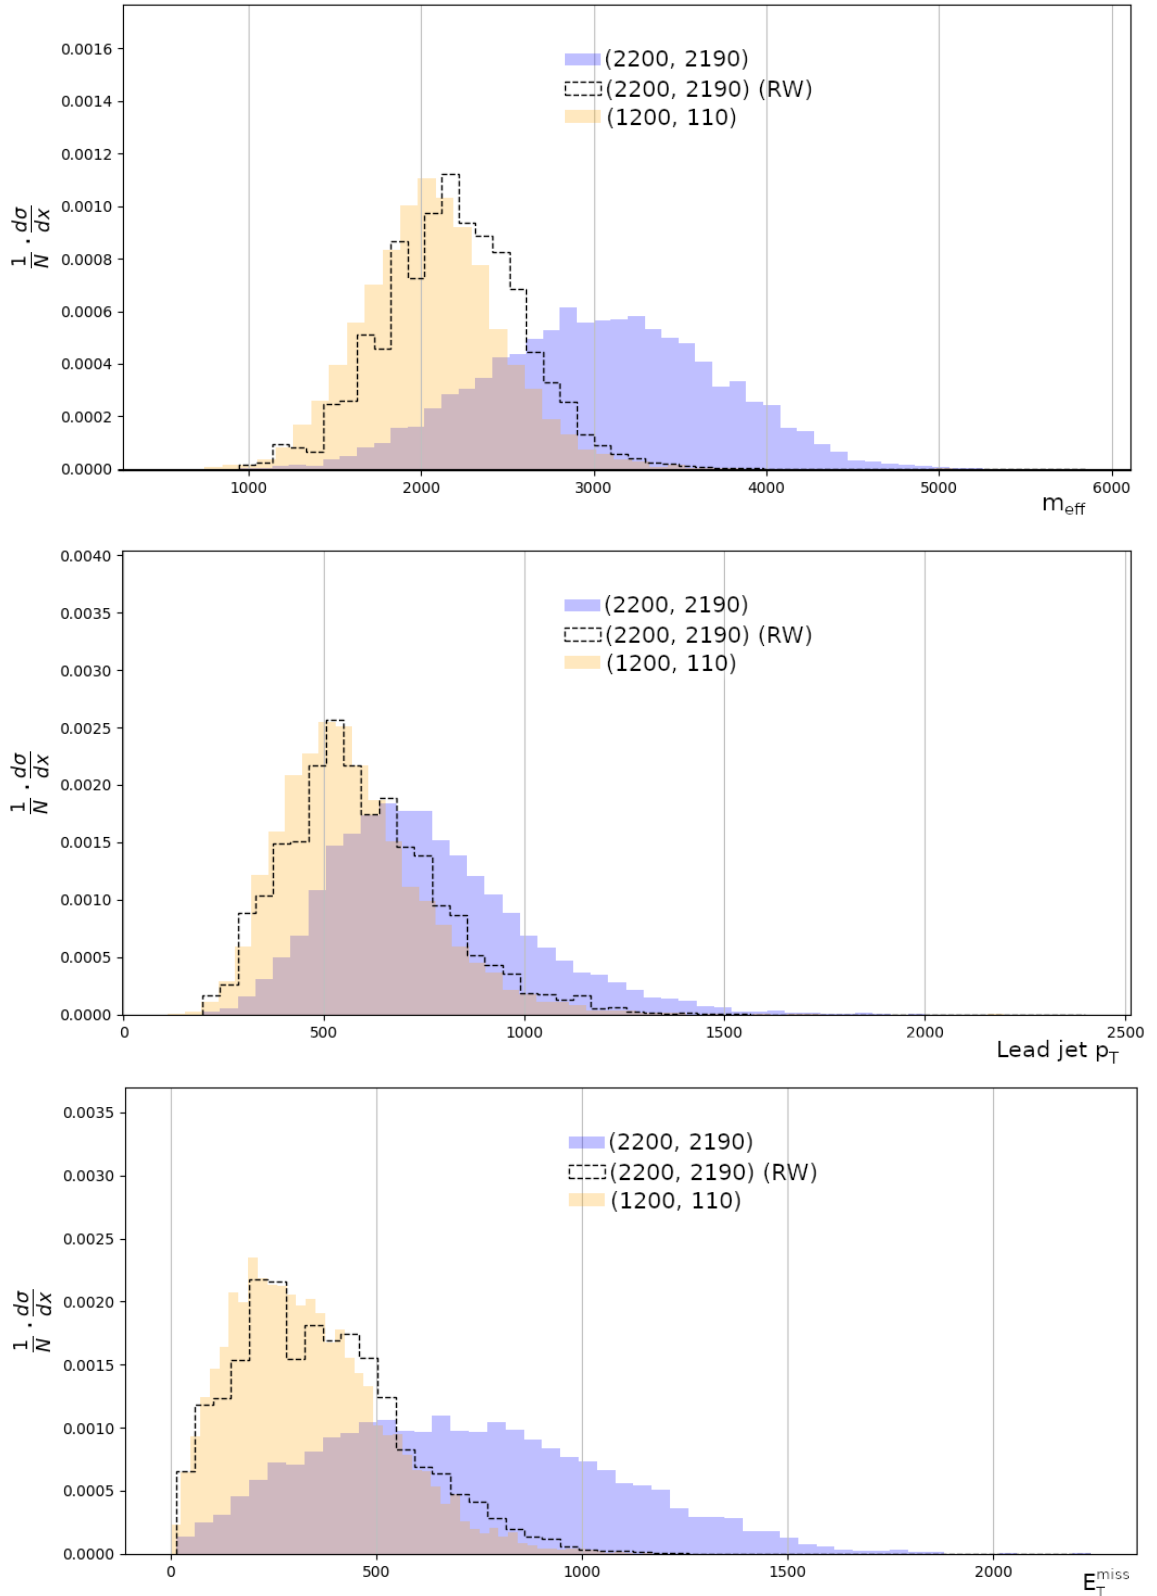 0.0016
0.0014
0.0012
0.0010
0.0008
0.0006
0.0004
0.0002
0.0000
1/N · dσ/dx
(2200, 2190)
(2200, 2190) (RW)
(1200, 110)
1000 2000 3000 4000 5000 6000
m_eff
0.0040
0.0035
0.0030
0.0025
0.0020
0.0015
0.0010
0.0005
0.0000
1/N · dσ/dx
(2200, 2190)
(2200, 2190) (RW)
(1200, 110)
0 500 1000 1500 2000 2500
Lead jet p_T
0.0035
0.0030
0.0025
0.0020
0.0015
0.0010
0.0005
0.0000
1/N · dσ/dx
(2200, 2190)
(2200, 2190) (RW)
(1200, 110)
0 500 1000 1500 2000
E_T^miss